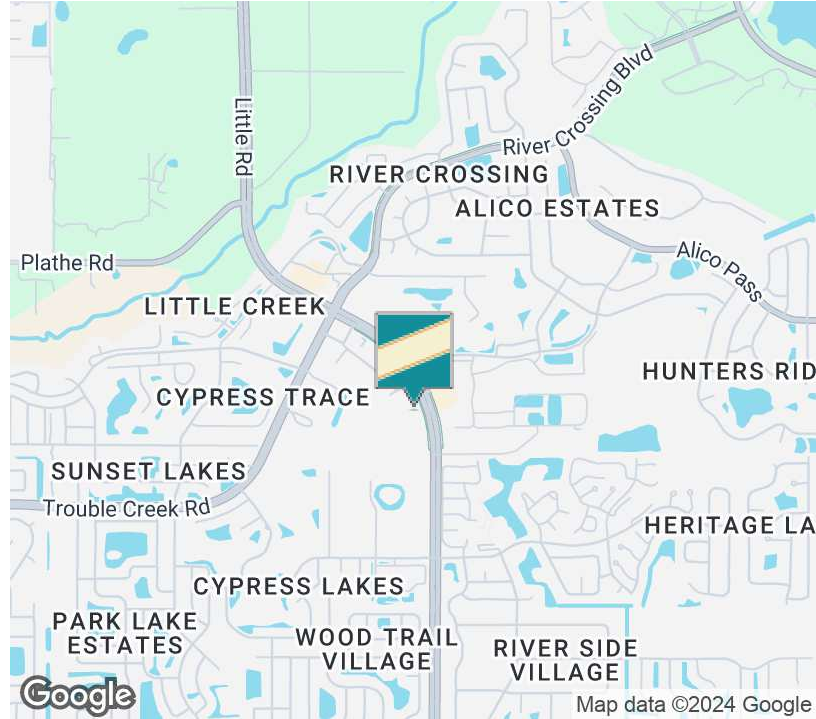 Little Rd
River Crossing Blvd
RIVER CROSSING
ALICO ESTATES
Plathe Rd
Alico Pass
LITTLE CREEK
HUNTERS RID
CYPRESS TRACE
SUNSET LAKES
Trouble Creek Rd
HERITAGE LA
CYPRESS LAKES
PARK LAKE
ESTATES
WOOD TRAIL
VILLAGE
RIVER SIDE
VILLAGE
Google
Map data ©2024 Google